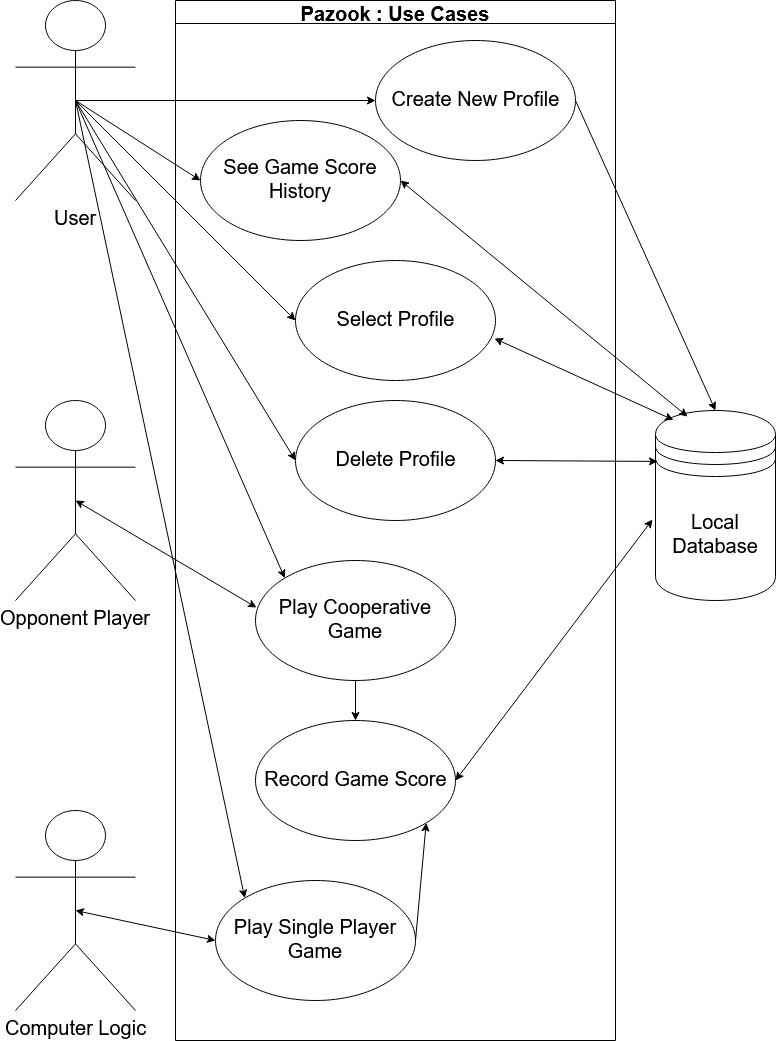 Pazook : Use Cases
Create New Profile
See Game Score
History
User
Select Profile
Delete Profile
Local
Database
Opponent Player
Play Cooperative
Game
Record Game Score
Play Single Player
Game
Computer Logic